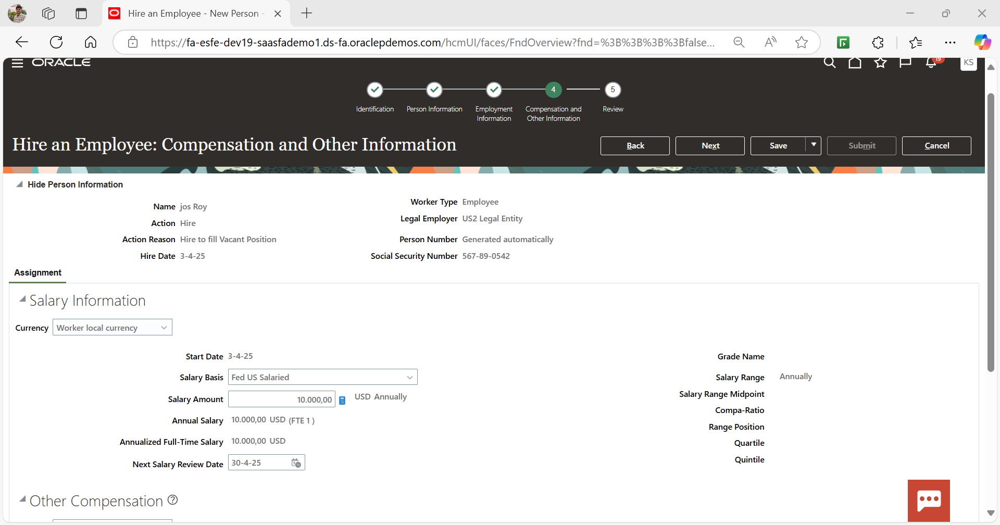 Hire an Employee - New Person -
https://fa-esfe-dev19-saasfademo1.ds-fa.oraclepdemos.com/hcmUI/faces/FndOverview?fnd=%3B%3B%3B%3Bfalse...
ORACLE
19
KS
4
5
Identification
Person Information
Employment
Information
Compensation and
Other Information
Review
Hire an Employee: Compensation and Other Information
Back
Next
Save
Submit
Cancel
Hide Person Information
Name jos Roy
Action Hire
Action Reason Hire to fill Vacant Position
Hire Date 3-4-25
Worker Type Employee
Legal Employer US2 Legal Entity
Person Number Generated automatically
Social Security Number 567-89-0542
Assignment
Salary Information
Currency Worker local currency
Start Date 3-4-25
Salary Basis Fed US Salaried
Salary Amount 10.000,00 USD Annually
Annual Salary 10.000,00 USD (FTE 1 )
Annualized Full-Time Salary 10.000,00 USD
Next Salary Review Date 30-4-25
Grade Name
Salary Range Annually
Salary Range Midpoint
Compa-Ratio
Range Position
Quartile
Quintile
Other Compensation ?